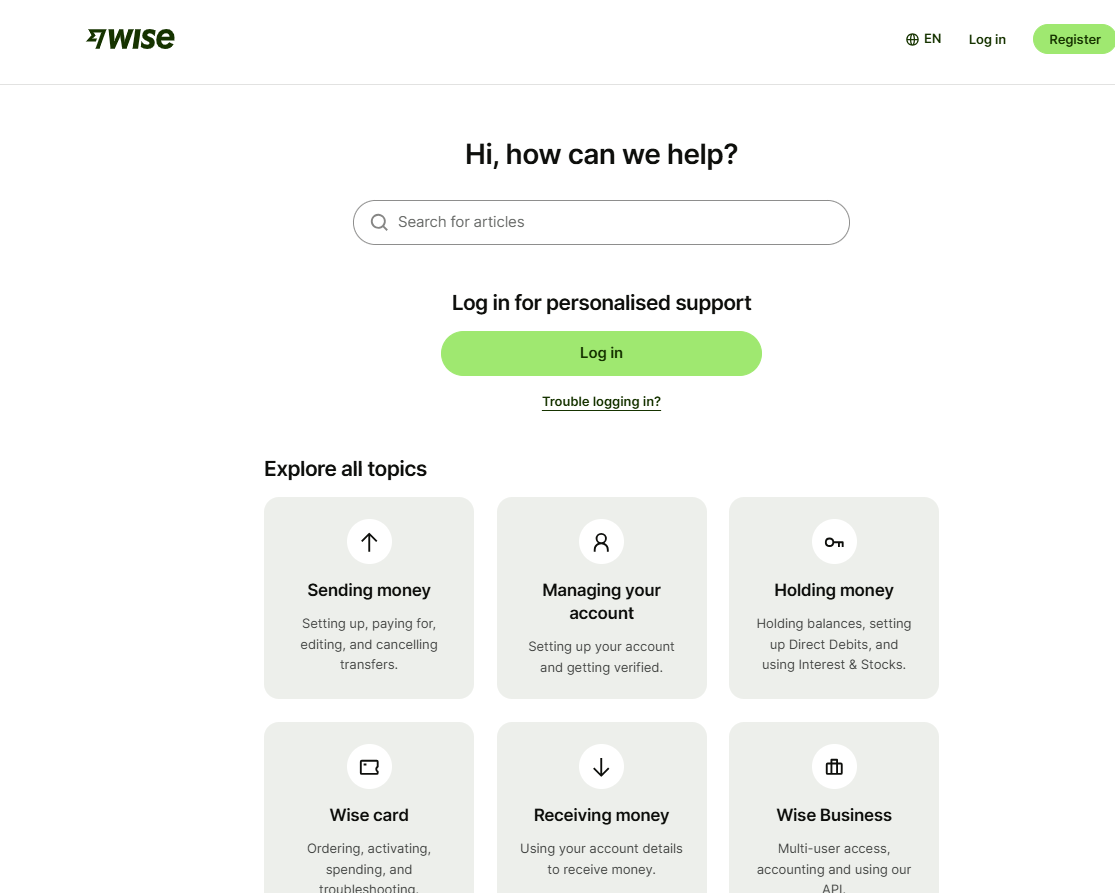 WISE
EN
Log in
Register
Hi, how can we help?
Search for articles
Log in for personalised support
Log in
Trouble logging in?
Explore all topics
Sending money
Setting up, paying for,
editing, and cancelling
transfers.
Managing your
account
Setting up your account
and getting verified.
Holding money
Holding balances, setting
up Direct Debits, and
using Interest & Stocks.
Wise card
Ordering, activating,
spending, and
troubleshooting.
Receiving money
Using your account details
to receive money.
Wise Business
Multi-user access,
accounting and using our
API.